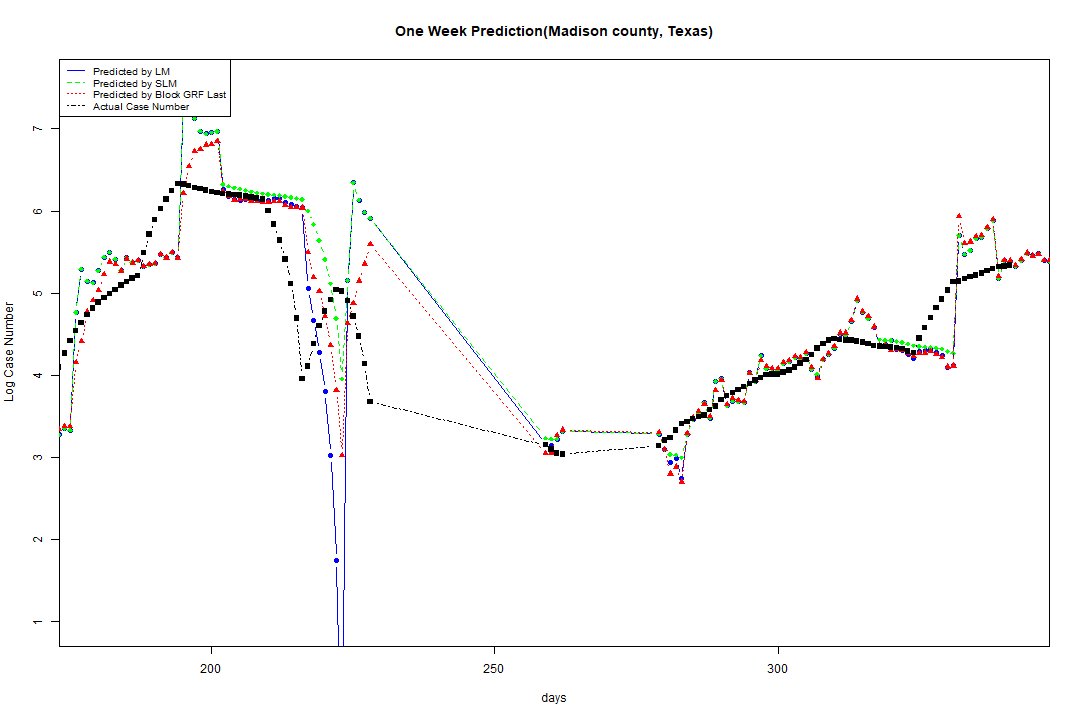 One Week Prediction(Madison county, Texas)
Predicted by LM
Predicted by SLM
Predicted by Block GRF Last
Actual Case Number
7
6
5
4
3
2
1
Log Case Number
200
250
300
days